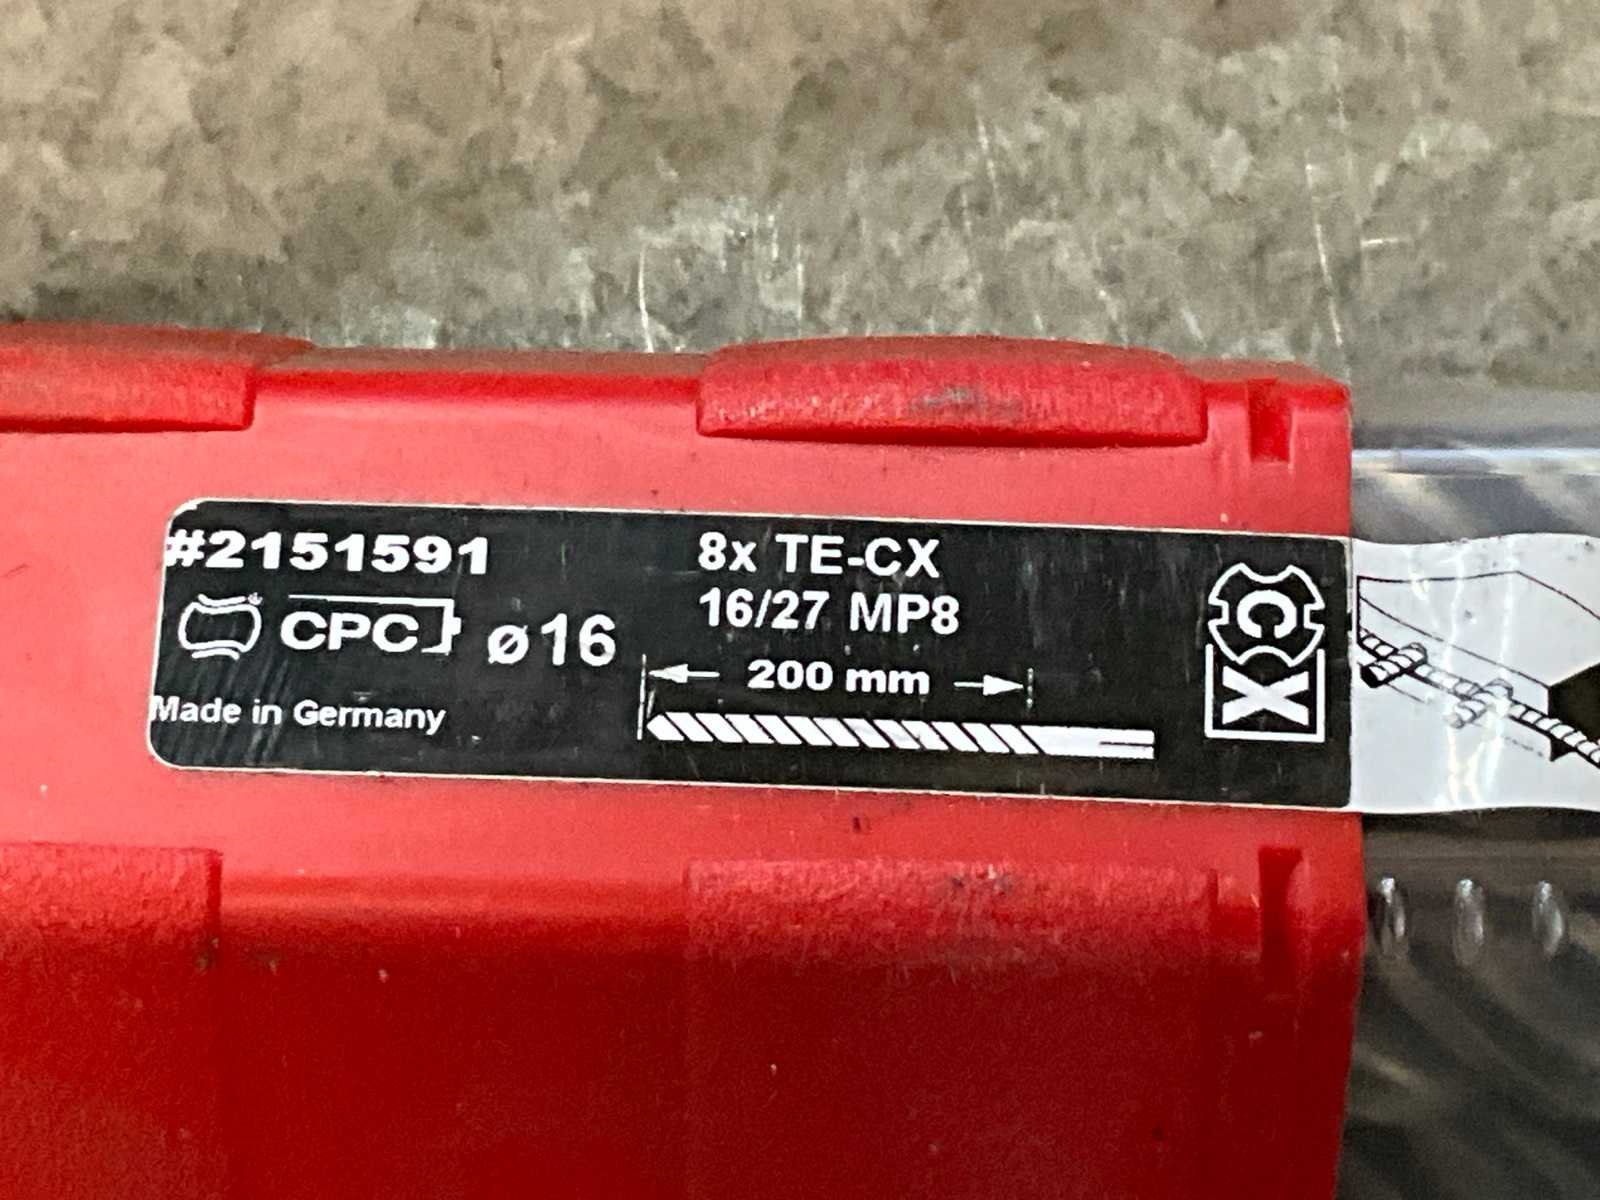 #2151591
CPC ø16
Made in Germany
8x TE-CX
16/27 MP8
200 mm
CX